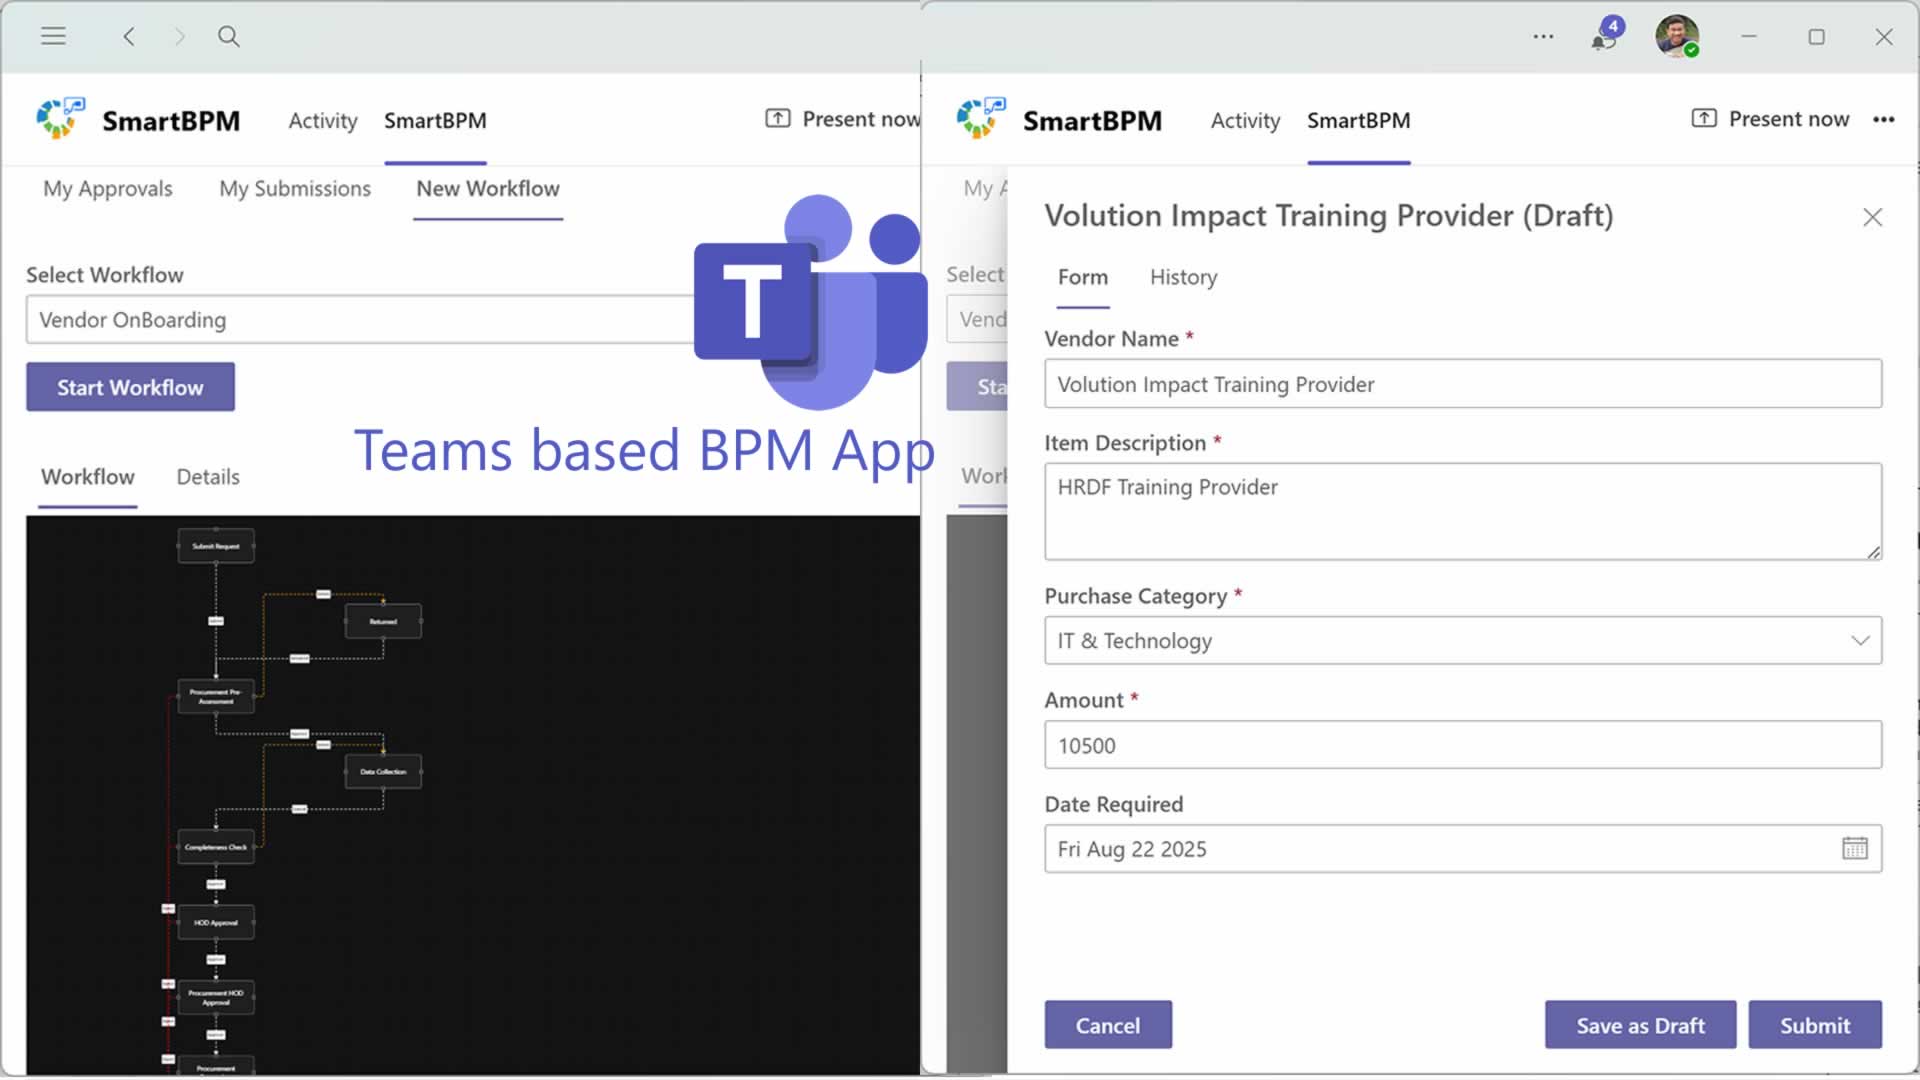 4
SmartBPM
Activity
SmartBPM
Present now
My Approvals
My Submissions
New Workflow
Select Workflow
Vendor OnBoarding
Start Workflow
T
Teams based BPM App
Workflow
Details
Submit Request
Returned
Procurement Pre-
Assessment
Data Collection
Completeness Check
HOD Approval
Procurement HOD
Approval
Procurement
SmartBPM
Activity
SmartBPM
Present now
My A
Select
Vend
Sta
Work
Volution Impact Training Provider (Draft)
Form
History
Vendor Name *
Volution Impact Training Provider
Item Description *
HRDF Training Provider
Purchase Category *
IT & Technology
Amount *
10500
Date Required
Fri Aug 22 2025
Cancel
Save as Draft
Submit